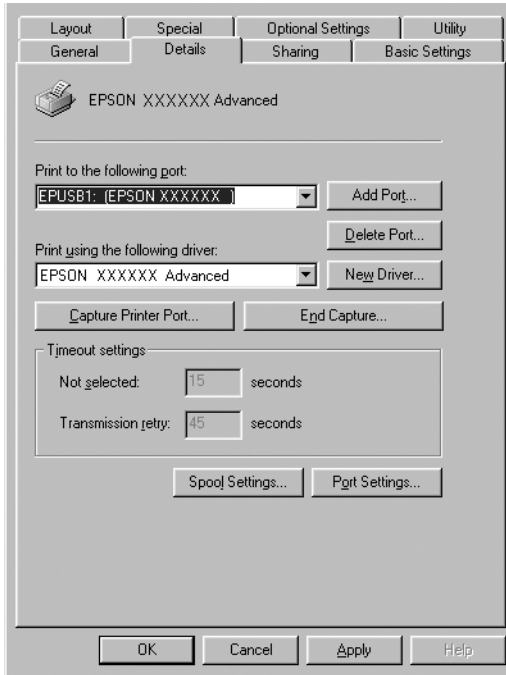 Layout Special Optional Settings Utility
General Details Sharing Basic Settings
EPSON XXXXXX Advanced
Print to the following port:
EPUSB1: (EPSON XXXXXX ) Add Port...
Delete Port...
Print using the following driver:
EPSON XXXXXX Advanced New Driver...
Capture Printer Port... End Capture...
Timeout settings
Not selected: 15 seconds
Transmission retry: 45 seconds
Spool Settings... Port Settings...
OK Cancel Apply Help